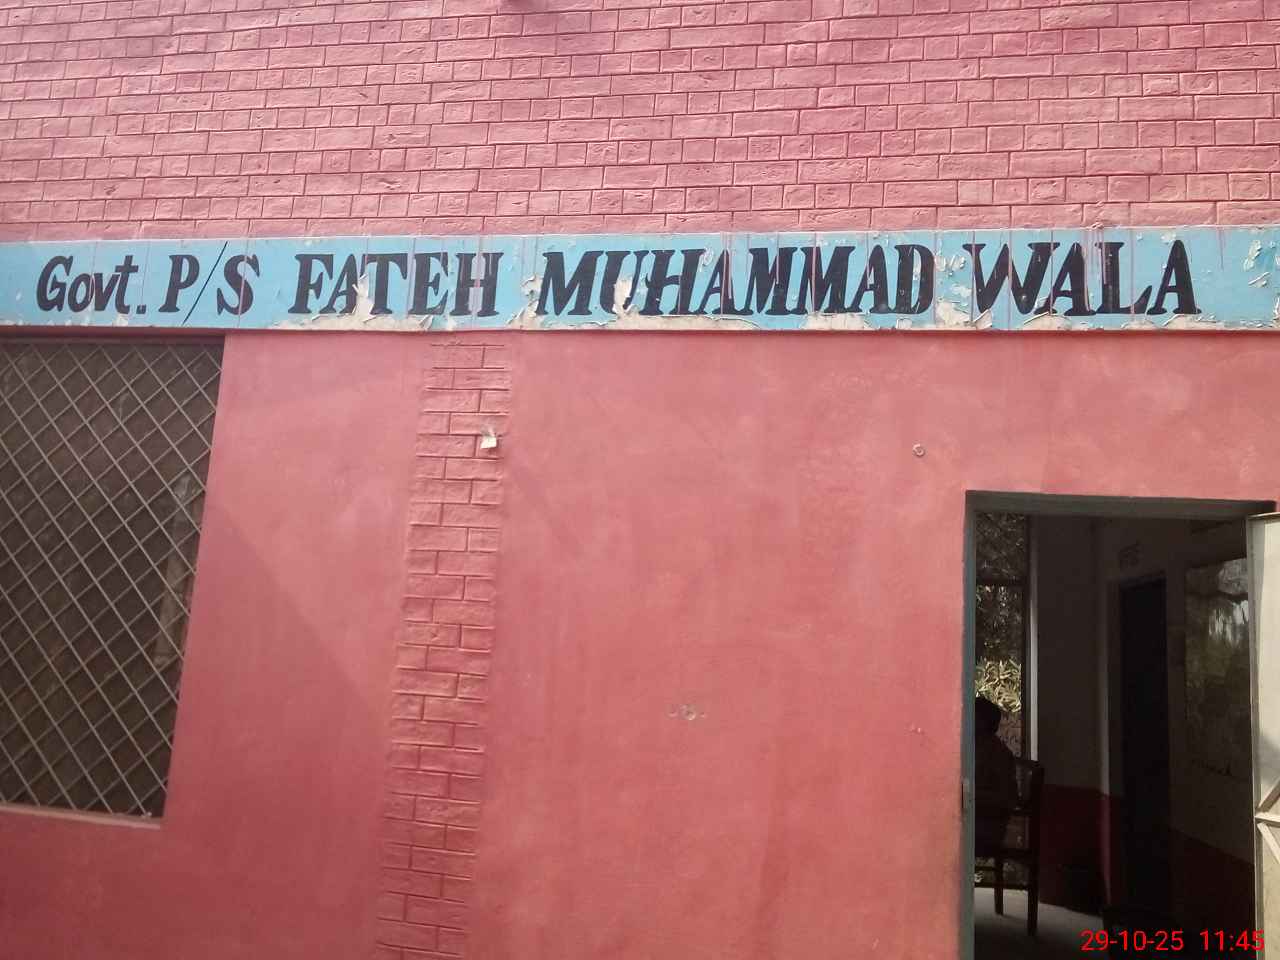 Govt. P/S FATEH MUHAMMAD WALA
29-10-25 11:45